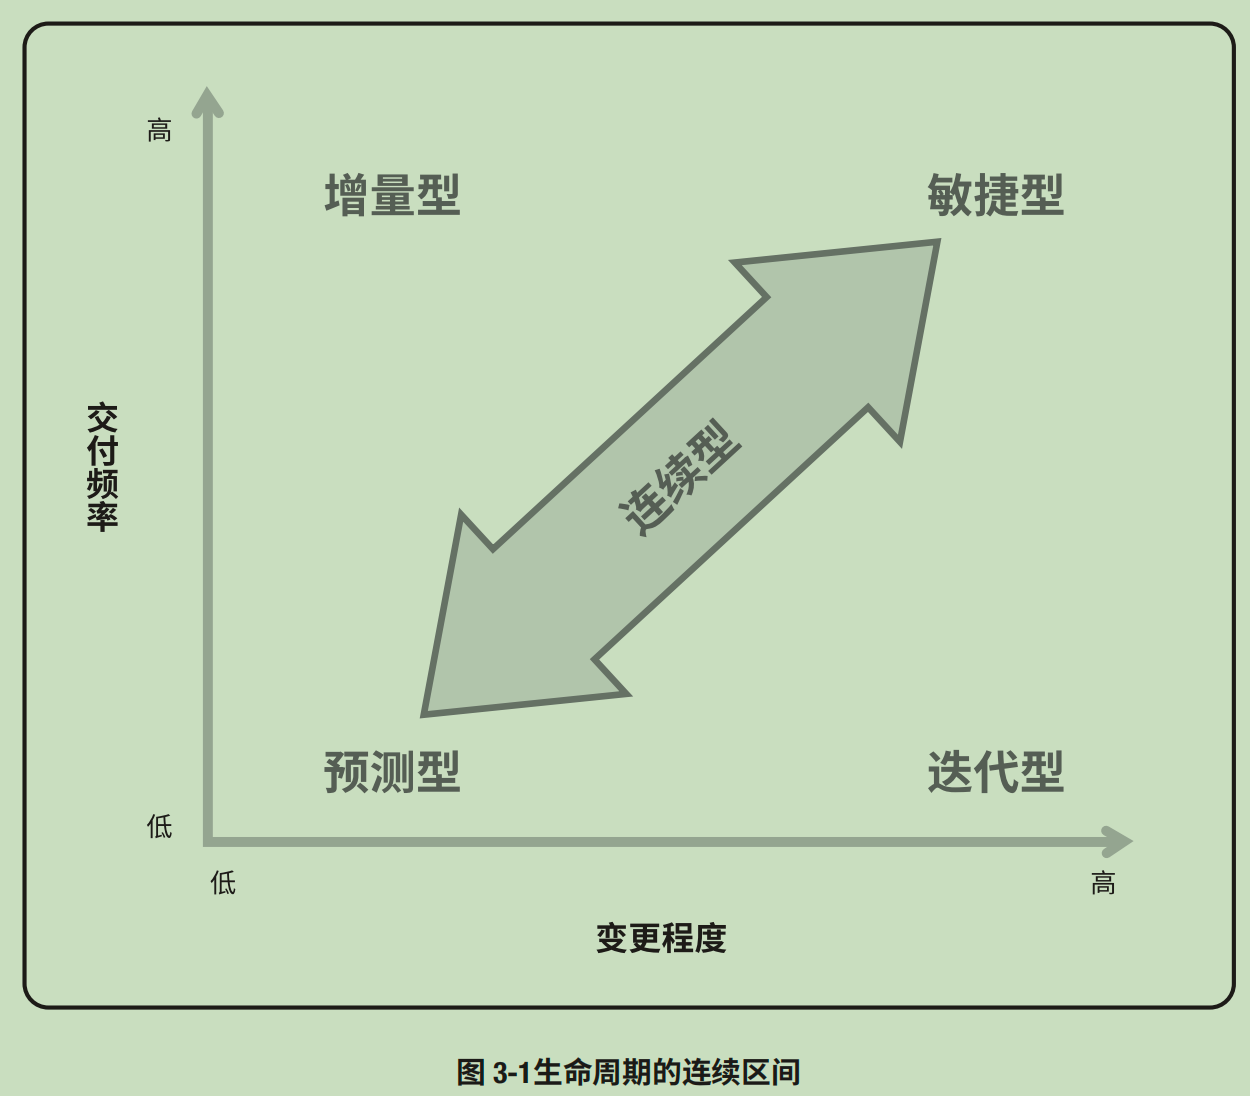 高
增量型
敏捷型
交付频率
连续型
预测型
迭代型
低
低
高
变更程度
图 3-1生命周期的连续区间